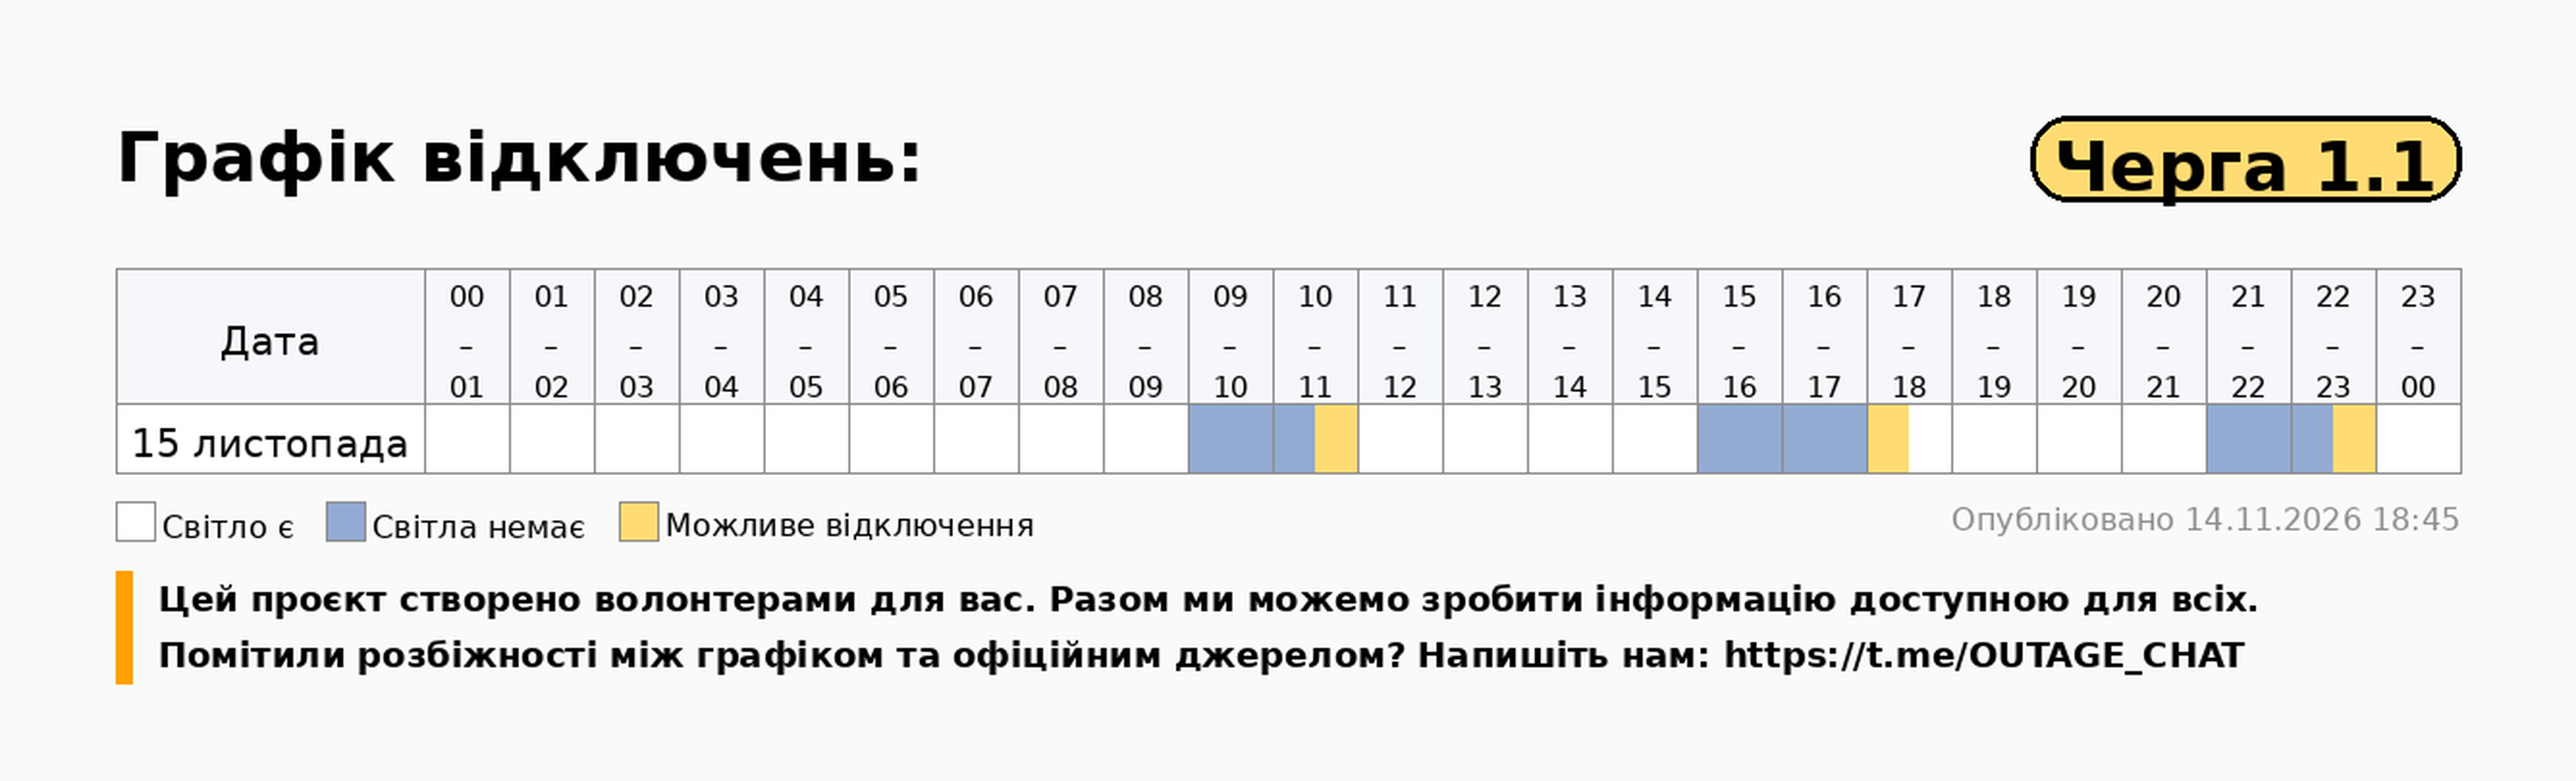 Графік відключень:
Черга 1.1
Дата
00 – 01
01 – 02
02 – 03
03 – 04
04 – 05
05 – 06
06 – 07
07 – 08
08 – 09
09 – 10
10 – 11
11 – 12
12 – 13
13 – 14
14 – 15
15 – 16
16 – 17
17 – 18
18 – 19
19 – 20
20 – 21
21 – 22
22 – 23
23 – 00
15 листопада
Світло є
Світла немає
Можливе відключення
Опубліковано 14.11.2026 18:45
Цей проєкт створено волонтерами для вас. Разом ми можемо зробити інформацію доступною для всіх.
Помітили розбіжності між графіком та офіційним джерелом? Напишіть нам: https://t.me/OUTAGE_CHAT